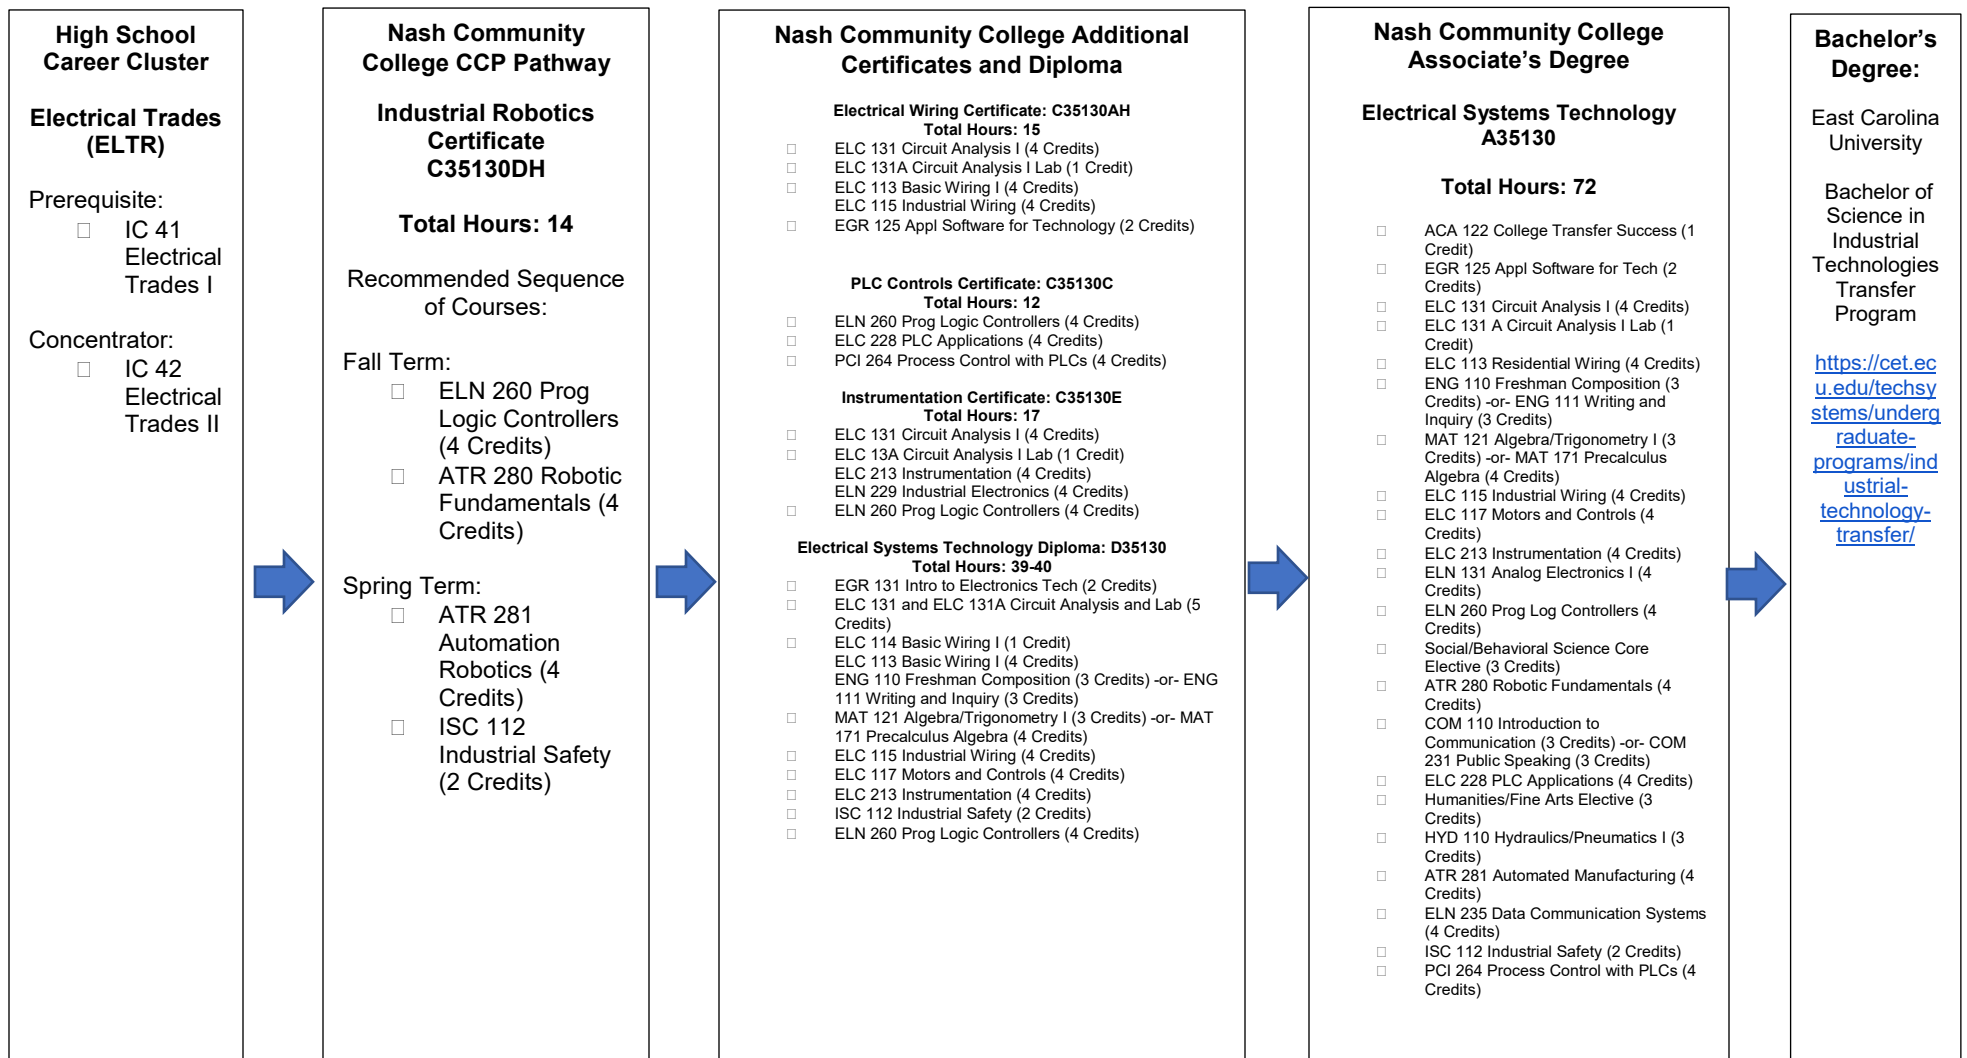 High School
Career Cluster
Electrical Trades
(ELTR)
Prerequisite:
IC 41
Electrical
Trades I
Concentrator:
IC 42
Electrical
Trades II
Nash Community
College CCP Pathway
Industrial Robotics
Certificate
C35130DH
Total Hours: 14
Recommended Sequence
of Courses:
Fall Term:
ELN 260 Prog
Logic Controllers
(4 Credits)
ATR 280 Robotic
Fundamentals (4
Credits)
Spring Term:
ATR 281
Automation
Robotics (4
Credits)
ISC 112
Industrial Safety
(2 Credits)
Nash Community College Additional
Certificates and Diploma
Electrical Wiring Certificate: C35130AH
Total Hours: 15
ELC 131 Circuit Analysis I (4 Credits)
ELC 131A Circuit Analysis I Lab (1 Credit)
ELC 113 Basic Wiring I (4 Credits)
ELC 115 Industrial Wiring (4 Credits)
EGR 125 Appl Software for Technology (2 Credits)
PLC Controls Certificate: C35130C
Total Hours: 12
ELN 260 Prog Logic Controllers (4 Credits)
ELC 228 PLC Applications (4 Credits)
PCI 264 Process Control with PLCs (4 Credits)
Instrumentation Certificate: C35130E
Total Hours: 17
ELC 131 Circuit Analysis I (4 Credits)
ELC 13A Circuit Analysis I Lab (1 Credit)
ELC 213 Instrumentation (4 Credits)
ELN 229 Industrial Electronics (4 Credits)
ELN 260 Prog Logic Controllers (4 Credits)
Electrical Systems Technology Diploma: D35130
Total Hours: 39-40
EGR 131 Intro to Electronics Tech (2 Credits)
ELC 131 and ELC 131A Circuit Analysis and Lab (5
Credits)
ELC 114 Basic Wiring I (1 Credit)
ELC 113 Basic Wiring I (4 Credits)
ENG 110 Freshman Composition (3 Credits) -or- ENG
111 Writing and Inquiry (3 Credits)
MAT 121 Algebra/Trigonometry I (3 Credits) -or- MAT
171 Precalculus Algebra (4 Credits)
ELC 115 Industrial Wiring (4 Credits)
ELC 117 Motors and Controls (4 Credits)
ELC 213 Instrumentation (4 Credits)
ISC 112 Industrial Safety (2 Credits)
ELN 260 Prog Logic Controllers (4 Credits)
Nash Community College
Associate's Degree
Electrical Systems Technology
A35130
Total Hours: 72
ACA 122 College Transfer Success (1
Credit)
EGR 125 Appl Software for Tech (2
Credits)
ELC 131 Circuit Analysis I (4 Credits)
ELC 131 A Circuit Analysis I Lab (1
Credit)
ELC 113 Residential Wiring (4 Credits)
ENG 110 Freshman Composition (3
Credits) -or- ENG 111 Writing and
Inquiry (3 Credits)
MAT 121 Algebra/Trigonometry I (3
Credits) -or- MAT 171 Precalculus
Algebra (4 Credits)
ELC 115 Industrial Wiring (4 Credits)
ELC 117 Motors and Controls (4
Credits)
ELC 213 Instrumentation (4 Credits)
ELN 131 Analog Electronics I (4
Credits)
ELN 260 Prog Log Controllers (4
Credits)
Social/Behavioral Science Core
Elective (3 Credits)
ATR 280 Robotic Fundamentals (4
Credits)
COM 110 Introduction to
Communication (3 Credits) -or- COM
231 Public Speaking (3 Credits)
ELC 228 PLC Applications (4 Credits)
Humanities/Fine Arts Elective (3
Credits)
HYD 110 Hydraulics/Pneumatics I (3
Credits)
ATR 281 Automated Manufacturing (4
Credits)
ELN 235 Data Communication Systems
(4 Credits)
ISC 112 Industrial Safety (2 Credits)
PCI 264 Process Control with PLCs (4
Credits)
Bachelor's
Degree:
East Carolina
University
Bachelor of
Science in
Industrial
Technologies
Transfer
Program
https://cet.ec
u.edu/techsy
stems/underg
raduate-
programs/ind
ustrial-
technology-
transfer/